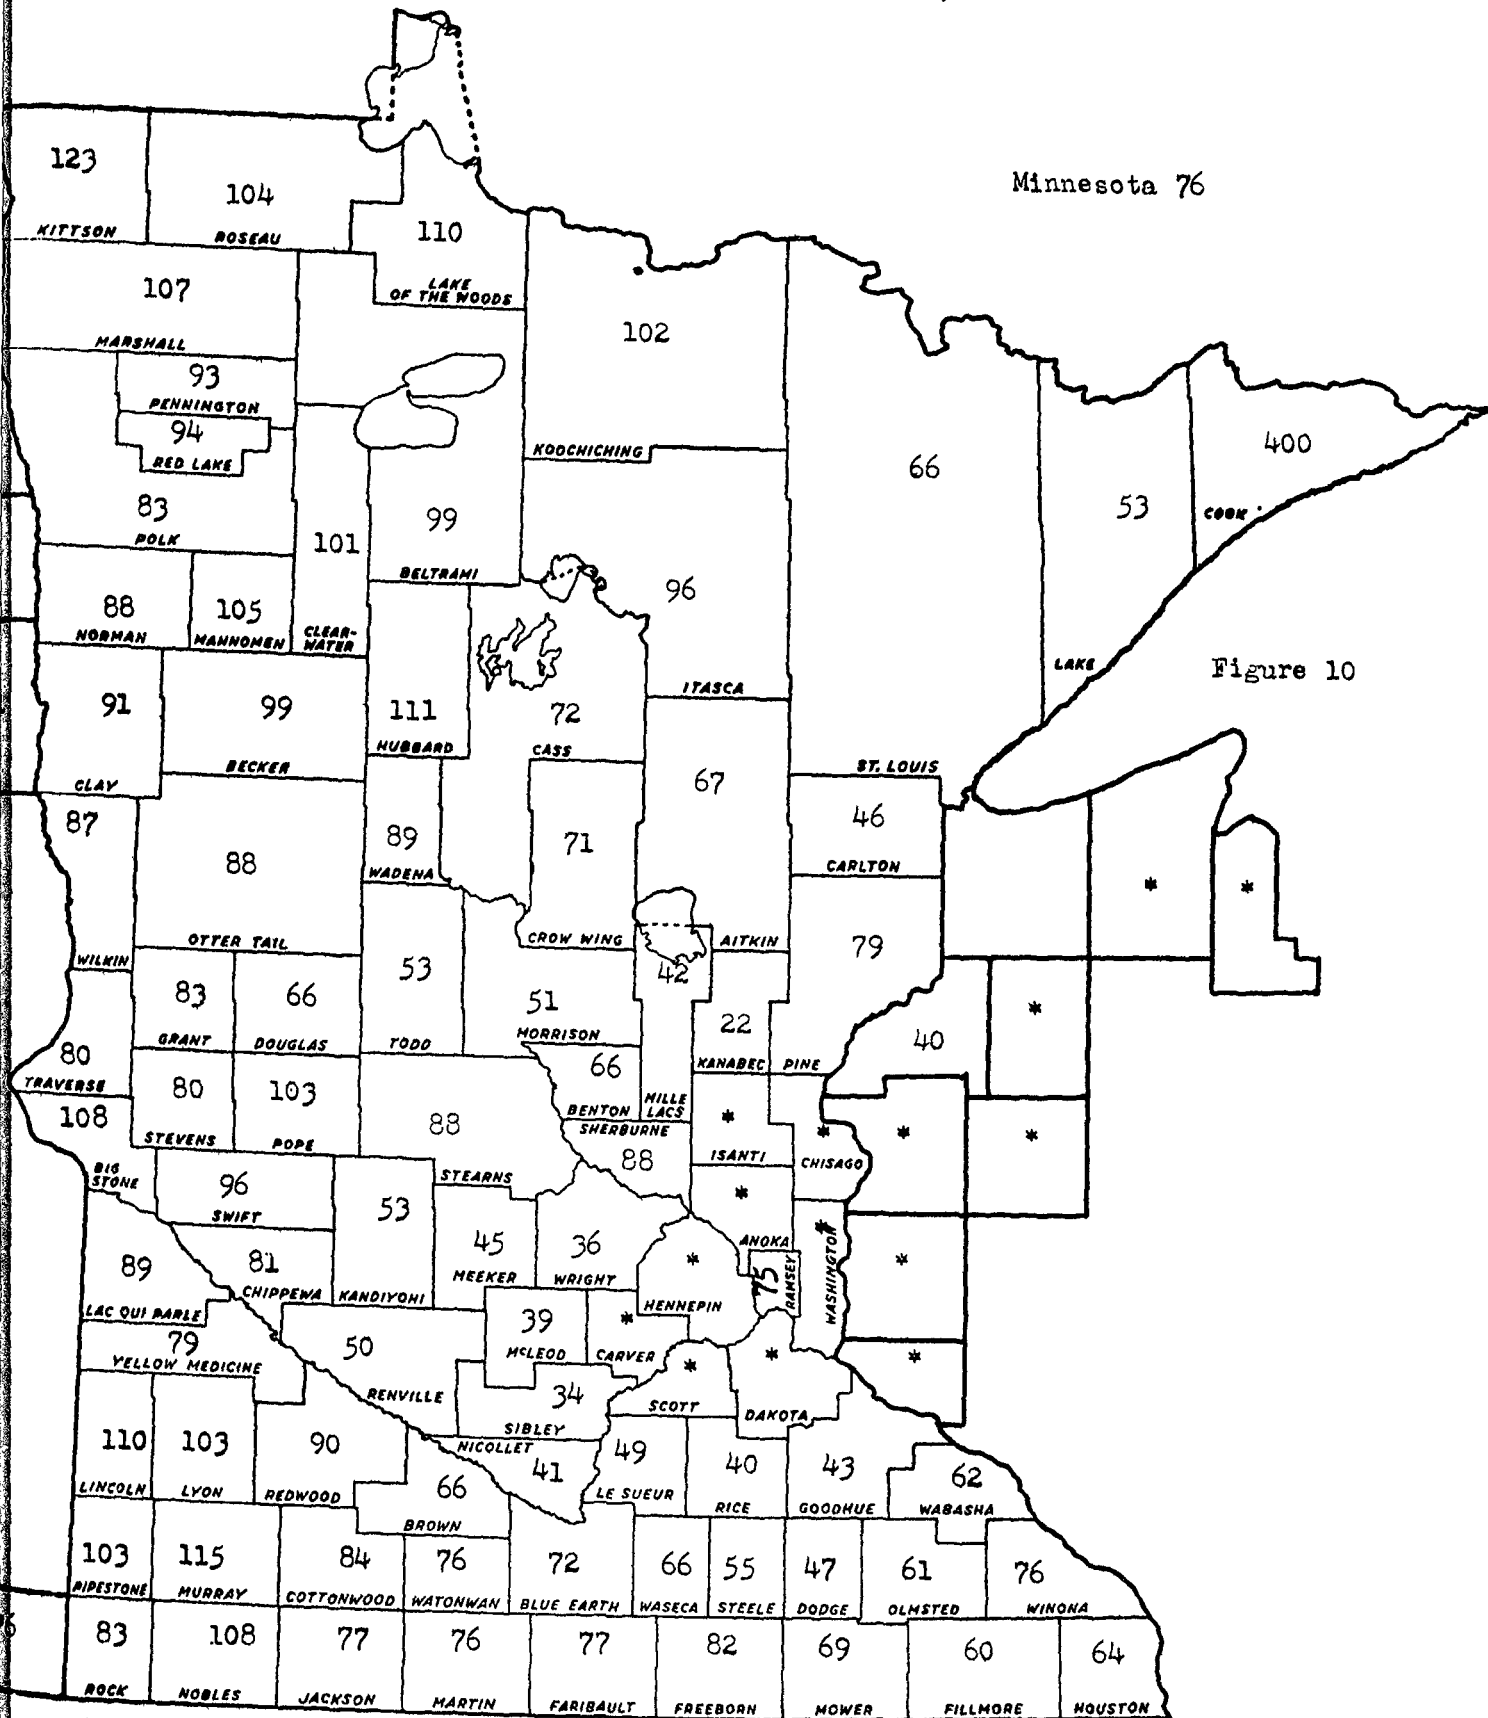 Minnesota 76
123
KITTSON
104
ROSEAU
110
LAKE
OF THE WOODS
107
MARSHALL
102
KOOCHICHING
93
PENNINGTON
94
RED LAKE
83
POLK
101
CLEAR-
WATER
99
BELTRAMI
66
ST. LOUIS
53
LAKE
400
COOK
Figure 10
88
NORMAN
105
MAHNOMEN
96
ITASCA
91
CLAY
99
BECKER
111
HUBBARD
72
CASS
67
AITKIN
46
CARLTON
87
WILKIN
88
OTTER TAIL
89
WADENA
71
CROW WING
79
PINE
*
*
83
GRANT
66
DOUGLAS
53
TODD
51
MORRISON
42
MILLE
LACS
22
KANABEC
40
*
80
TRAVERSE
80
STEVENS
103
POPE
88
STEARNS
66
BENTON
SHERBURNE
88
*
ISANTI
*
CHISAGO
*
*
108
BIG
STONE
96
SWIFT
53
KANDIYOHI
45
MEEKER
36
WRIGHT
*
ANOKA
*
HENNEPIN
75
RAMSEY
*
WASHINGTON
*
89
LAC QUI PARLE
81
CHIPPEWA
79
YELLOW MEDICINE
50
RENVILLE
39
McLEOD
*
CARVER
*
SCOTT
*
DAKOTA
*
34
SIBLEY
110
LINCOLN
103
LYON
90
REDWOOD
66
BROWN
NICOLLET
41
49
LE SUEUR
40
RICE
43
GOODHUE
62
WABASHA
103
PIPESTONE
115
MURRAY
84
COTTONWOOD
76
WATONWAN
72
BLUE EARTH
66
WASECA
55
STEELE
47
DODGE
61
OLMSTED
76
WINONA
83
ROCK
108
NOBLES
77
JACKSON
76
MARTIN
77
FARIBAULT
82
FREEBORN
69
MOWER
60
FILLMORE
64
HOUSTON